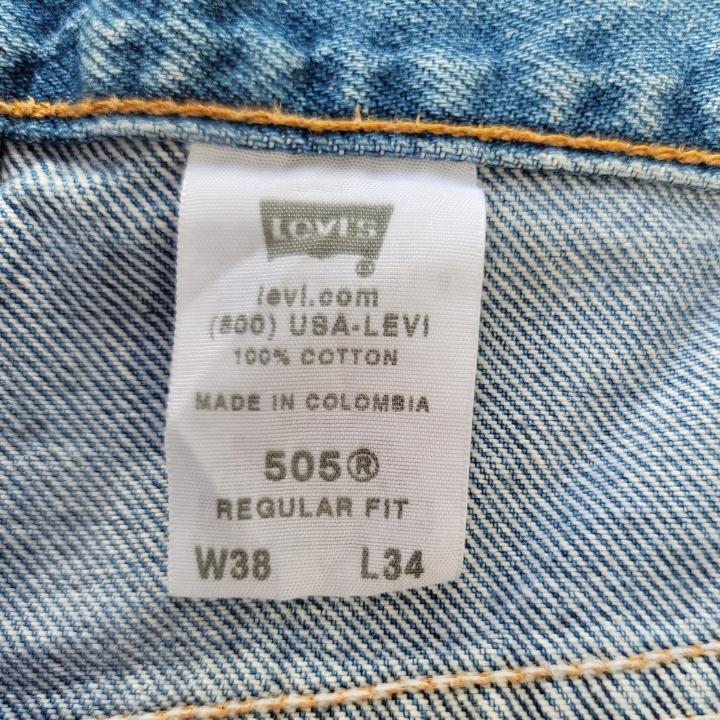 LEVI'S
®
levi.com
(800) USA-LEVI
100% COTTON
MADE IN COLOMBIA
505®
REGULAR FIT
W38 L34